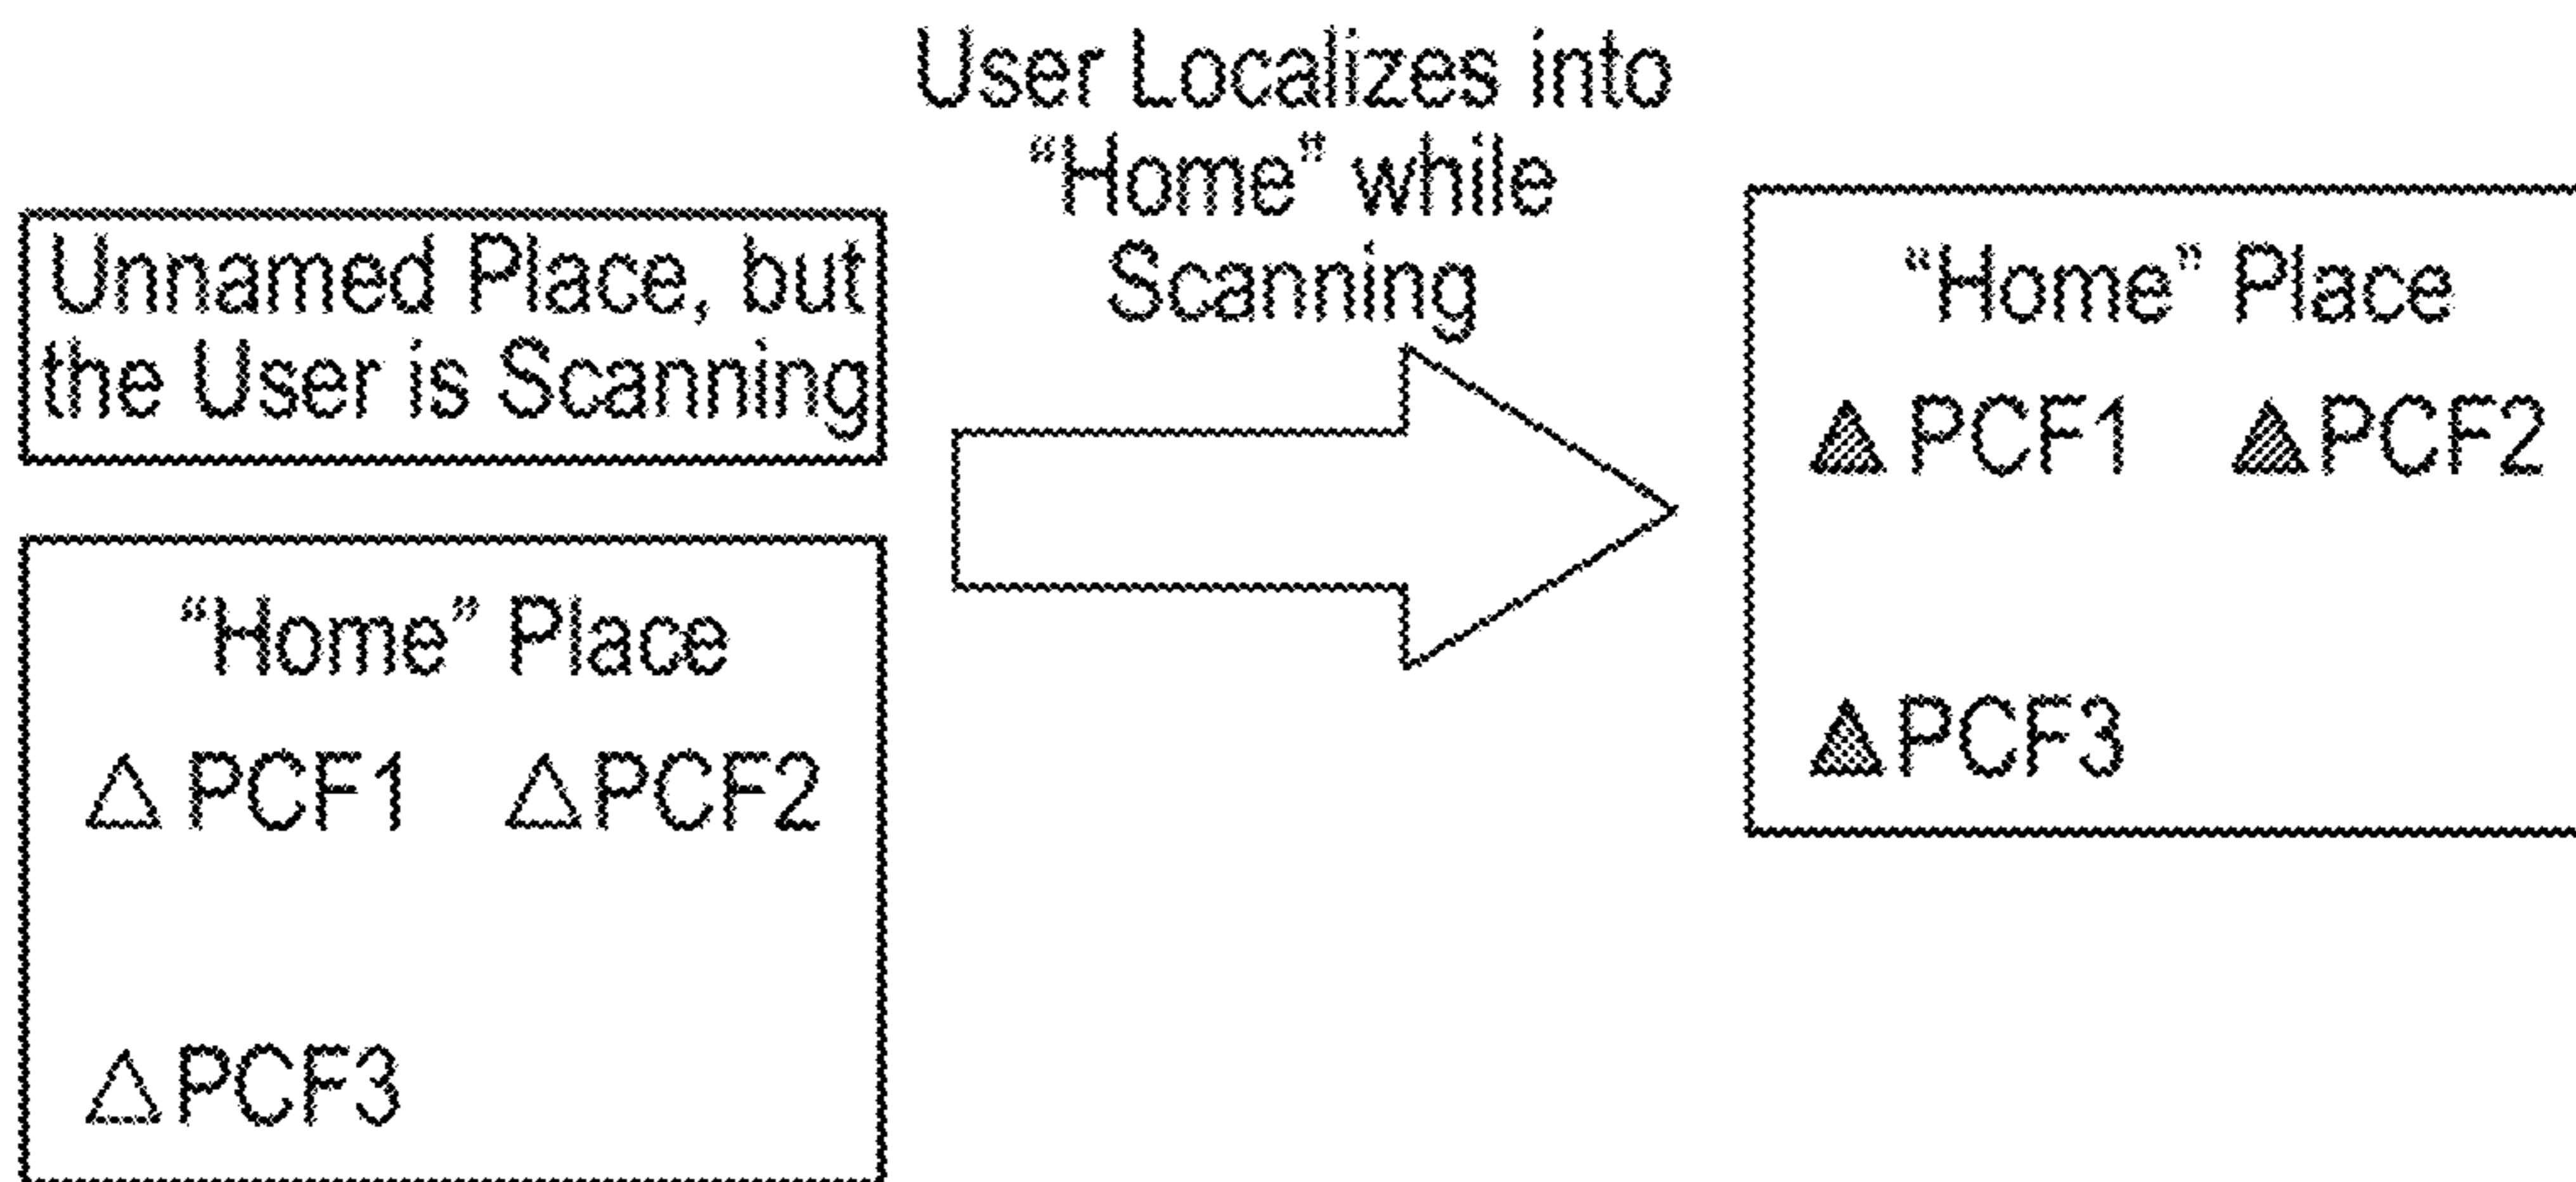 Unnamed Place, but
the User is Scanning
“Home” Place
PCF1 PCF2
PCF3
User Localizes into
“Home” while
Scanning
“Home” Place
PCF1 PCF2
PCF3